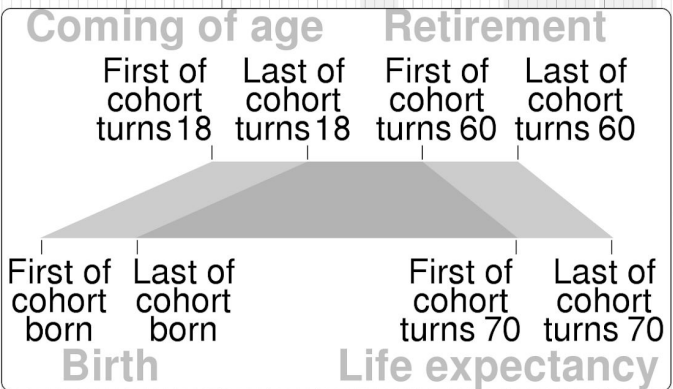 Coming of age Retirement
First of Last of First of Last of
cohort cohort cohort cohort
turns 18 turns 18 turns 60 turns 60
First of Last of First of Last of
cohort cohort cohort cohort
born born turns 70 turns 70
Birth Life expectancy